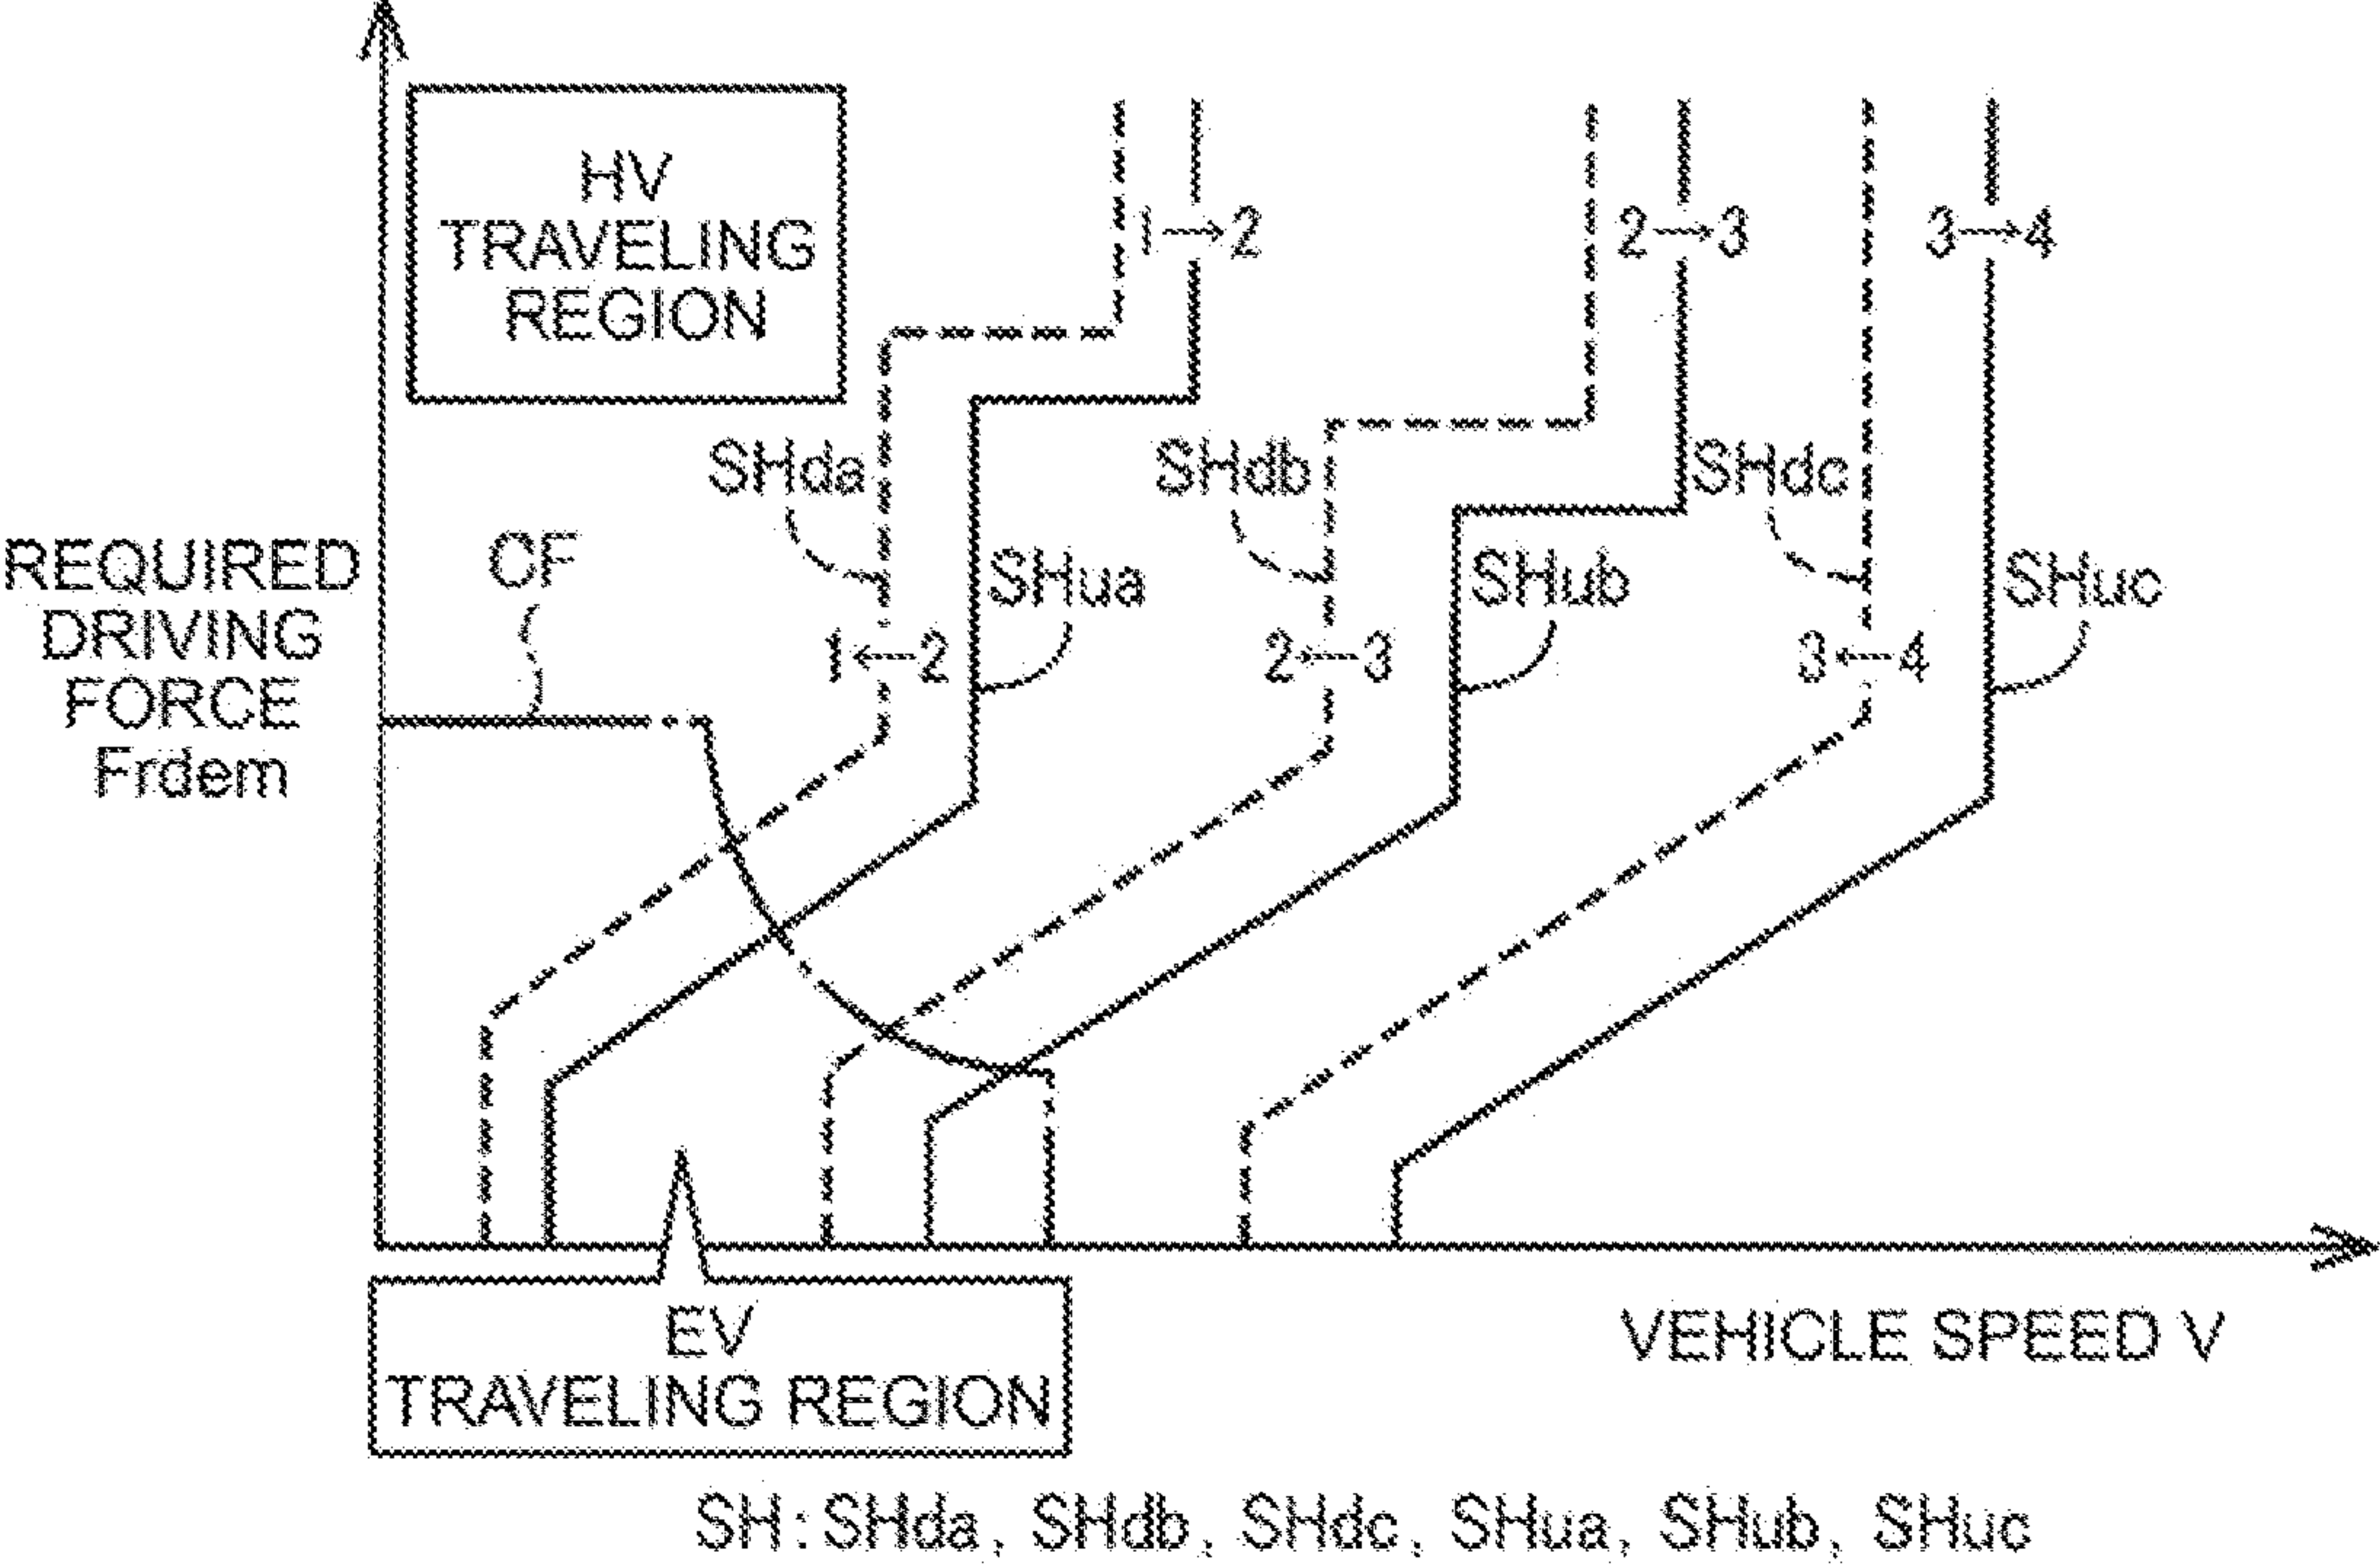 HV
TRAVELING
REGION
1→2
2→3
3→4
SHda
SHdb
SHdc
CF
SHua
SHub
SHuc
REQUIRED
DRIVING
FORCE
Frdem
1←2
2←3
3←4
EV
TRAVELING REGION
VEHICLE SPEED V
SH:SHda, SHdb, SHdc, SHua, SHub, SHuc